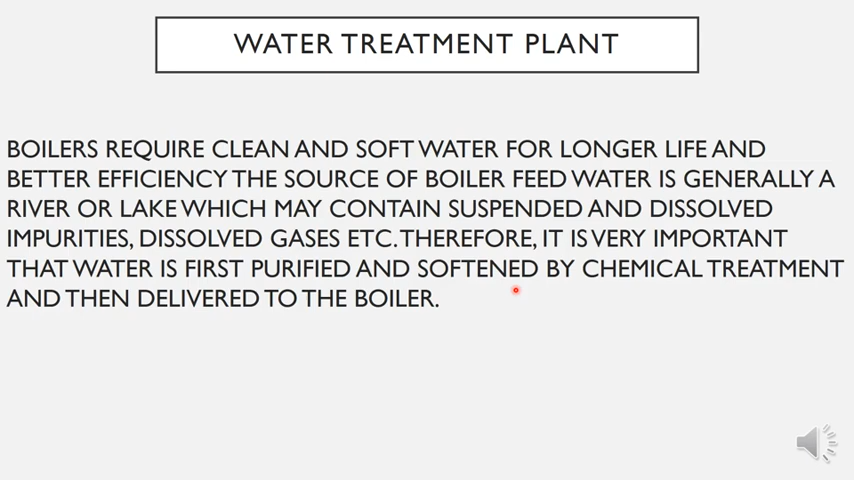 WATER TREATMENT PLANT
BOILERS REQUIRE CLEAN AND SOFT WATER FOR LONGER LIFE AND
BETTER EFFICIENCY THE SOURCE OF BOILER FEED WATER IS GENERALLY A
RIVER OR LAKE WHICH MAY CONTAIN SUSPENDED AND DISSOLVED
IMPURITIES, DISSOLVED GASES ETC. THEREFORE, IT IS VERY IMPORTANT
THAT WATER IS FIRST PURIFIED AND SOFTENED BY CHEMICAL TREATMENT
AND THEN DELIVERED TO THE BOILER.